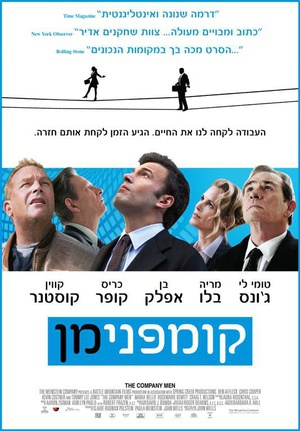 "דרמה שנונה ואינטליגנטית" Time Magazine
"כתוב ומבויים מעולה... צוות שחקנים אדיר" New York Observer
"...הסרט מכה בך במקומות הנכונים" Rolling Stone
העבודה לקחה לנו את החיים. הגיע הזמן לקחת אותם חזרה.
טומי לי ג'ונס
מריה בלו
בן אפלק
כריס קופר
קווין קוסטנר
קומפנימן
THE COMPANY MEN